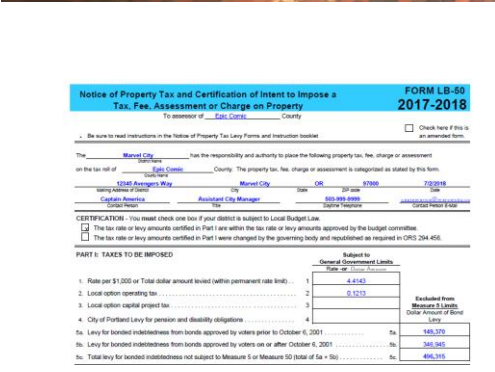 Notice of Property Tax and Certification of Intent to Impose a
Tax, Fee, Assessment or Charge on Property
FORM LB-50
2017-2018
To assessor of Epic Comic County
Check here if this is
an amended form.
• Be sure to read instructions in the Notice of Property Tax Levy Forms and Instruction booklet
The Marvel City has the responsibility and authority to place the following property tax, fee, charge or assessment
District Name
on the tax roll of Epic Comic County. The property tax, fee, charge or assessment is categorized as stated by this form.
County Name
12345 Avengers Way Marvel City OR 97000 7/2/2018
Mailing Address of District City State ZIP code Date
Captain America Assistant City Manager 503-999-9999
Contact Person Title Daytime Telephone Contact Person E-Mail
CERTIFICATION - You must check one box if your district is subject to Local Budget Law.
The tax rate or levy amounts certified in Part I are within the tax rate or levy amounts approved by the budget committee.
The tax rate or levy amounts certified in Part I were changed by the governing body and republished as required in ORS 294.456.
PART I: TAXES TO BE IMPOSED
Subject to
General Government Limits
Rate -or- Dollar Amount
1. Rate per $1,000 or Total dollar amount levied (within permanent rate limit) . . 1 4.4143
2. Local option operating tax . . . 2 0.1213
3. Local option capital project tax . . . 3
Excluded from
Measure 5 Limits
Dollar Amount of Bond
Levy
4. City of Portland Levy for pension and disability obligations . . . 4
5a. Levy for bonded indebtedness from bonds approved by voters prior to October 6, 2001 . . . 5a. 149,370
5b. Levy for bonded indebtedness from bonds approved by voters on or after October 6, 2001 . . . 5b. 346,945
5c. Total levy for bonded indebtedness not subject to Measure 5 or Measure 50 (total of 5a + 5b) . . . 5c. 496,315